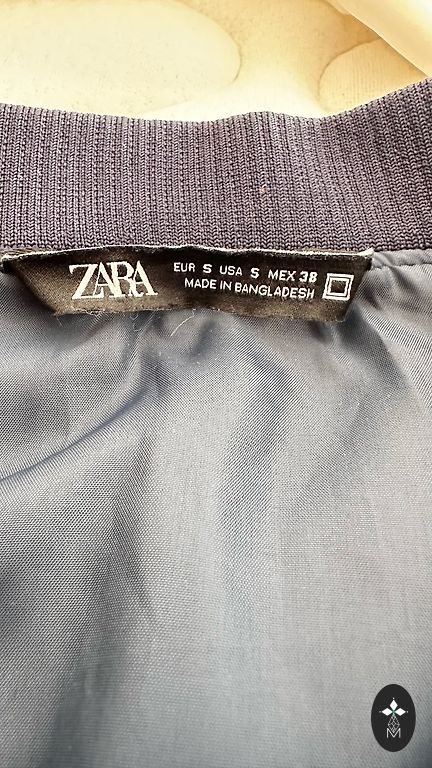 ZARA
EUR S USA S MEX 38
MADE IN BANGLADESH
M